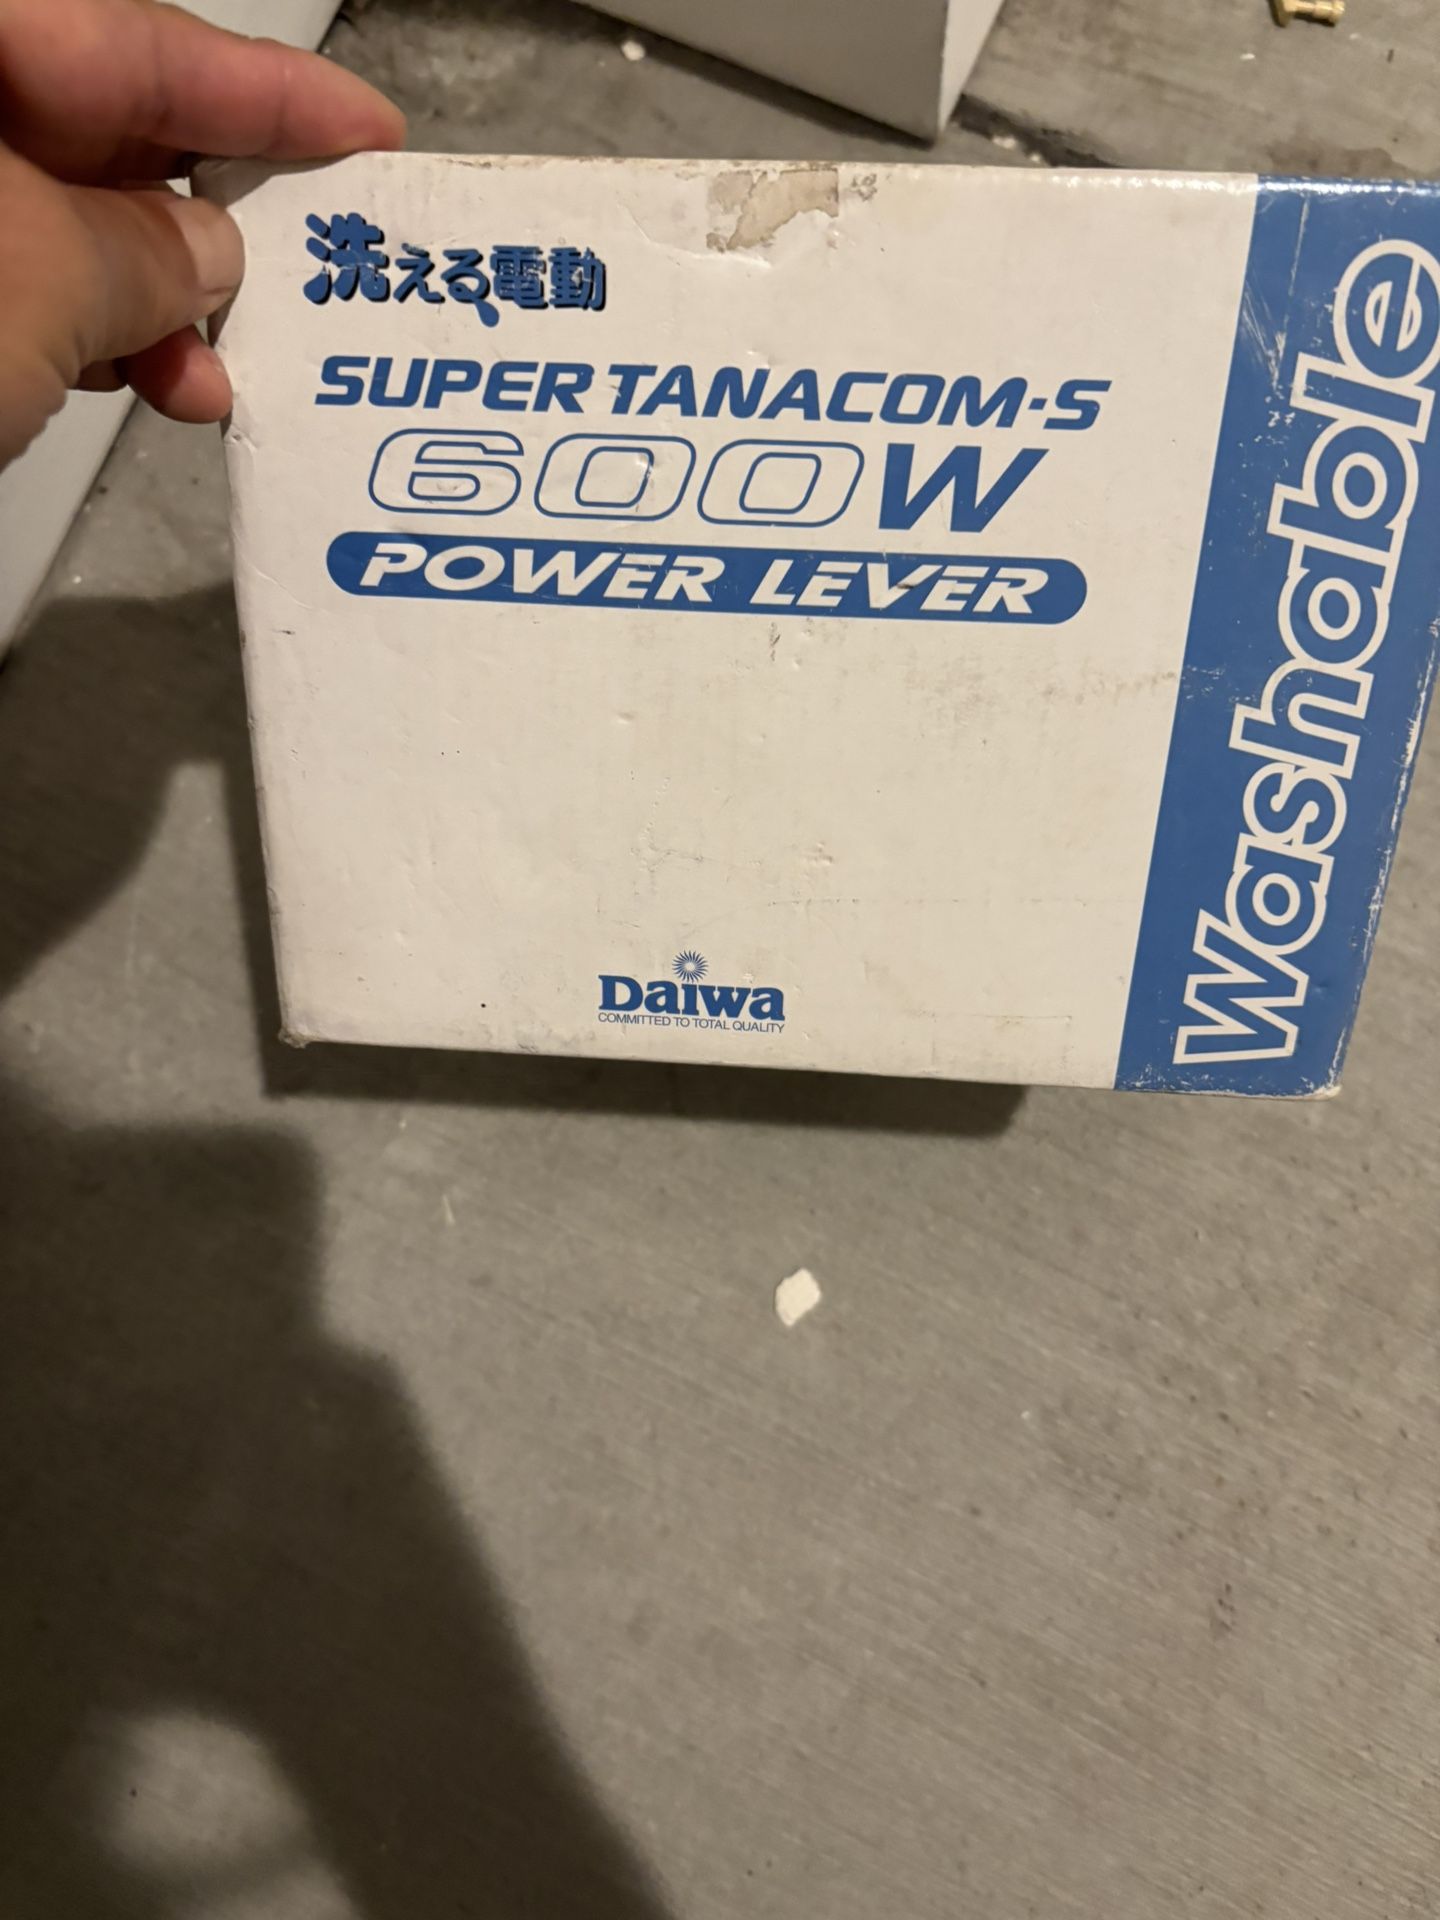 洗える電動
SUPER TANACOM-S
600W
POWER LEVER
Daiwa
COMMITTED TO TOTAL QUALITY
Washable